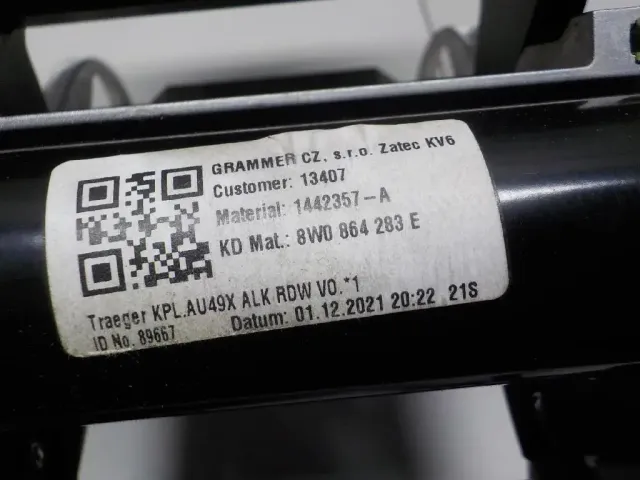 GRAMMER CZ, s.r.o. Zatec KV6
Customer: 13407
Material: 1442357-A
KD Mat.: 8W0 864 283 E
Traeger KPL.AU49X ALK RDW V0.*1
ID No. 89667
Datum: 01.12.2021 20:22 21S